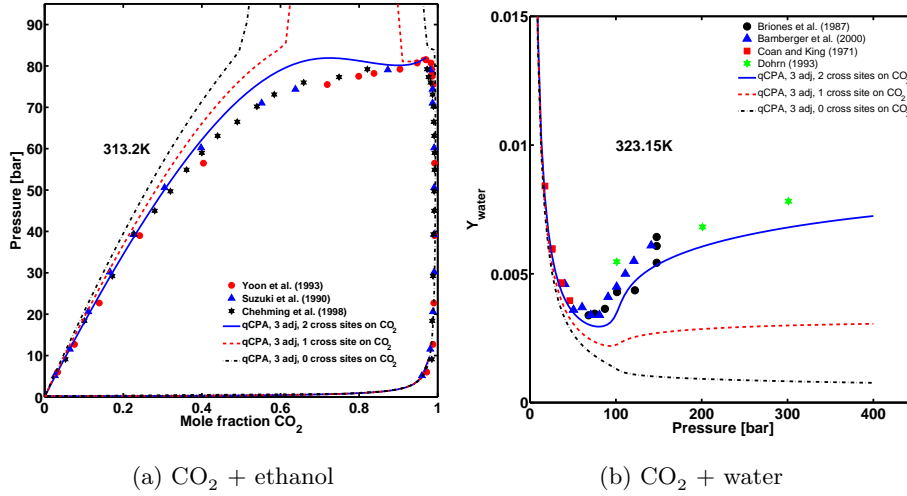 90
80
70
60
50
40
30
20
10
0
Pressure [bar]
313.2K
Yoon et al. (1993)
Suzuki et al. (1990)
Chehming et al. (1998)
qCPA, 3 adj, 2 cross sites on CO2
qCPA, 3 adj, 1 cross sites on CO2
qCPA, 3 adj, 0 cross sites on CO2
0 0.2 0.4 0.6 0.8 1
Mole fraction CO2
(a) CO2 + ethanol
0.015
0.01
0.005
0
Ywater
Briones et al. (1987)
Bamberger et al. (2000)
Coan and King (1971)
Dohrn (1993)
qCPA, 3 adj, 2 cross sites on CO2
qCPA, 3 adj, 1 cross sites on CO2
qCPA, 3 adj, 0 cross sites on CO2
323.15K
0 100 200 300 400
Pressure [bar]
(b) CO2 + water